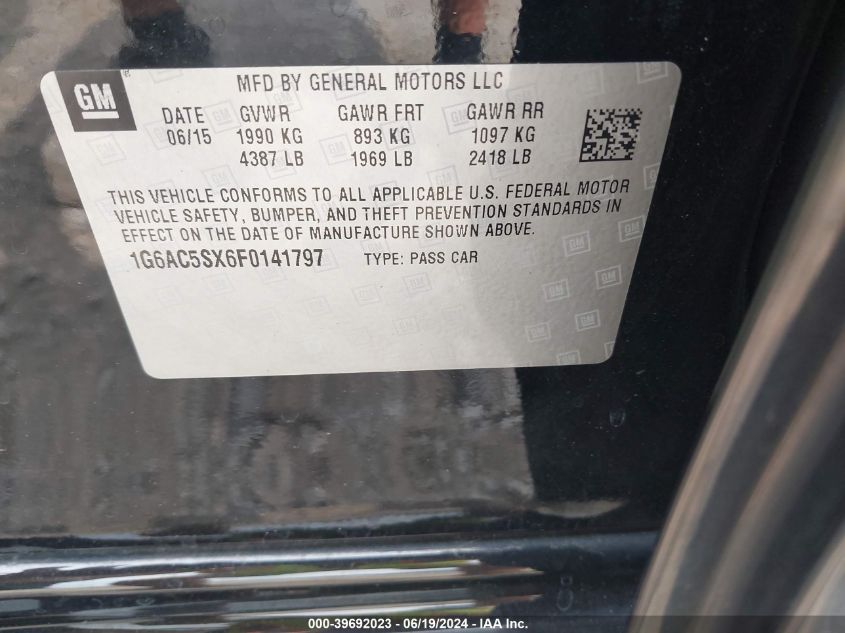 GM
MFD BY GENERAL MOTORS LLC
DATE GVWR GAWR FRT GAWR RR
06/15 1990 KG 893 KG 1097 KG
4387 LB 1969 LB 2418 LB
THIS VEHICLE CONFORMS TO ALL APPLICABLE U.S. FEDERAL MOTOR
VEHICLE SAFETY, BUMPER, AND THEFT PREVENTION STANDARDS IN
EFFECT ON THE DATE OF MANUFACTURE SHOWN ABOVE.
1G6AC5SX6F0141797 TYPE: PASS CAR
000-39692023 - 06/19/2024 - IAA Inc.